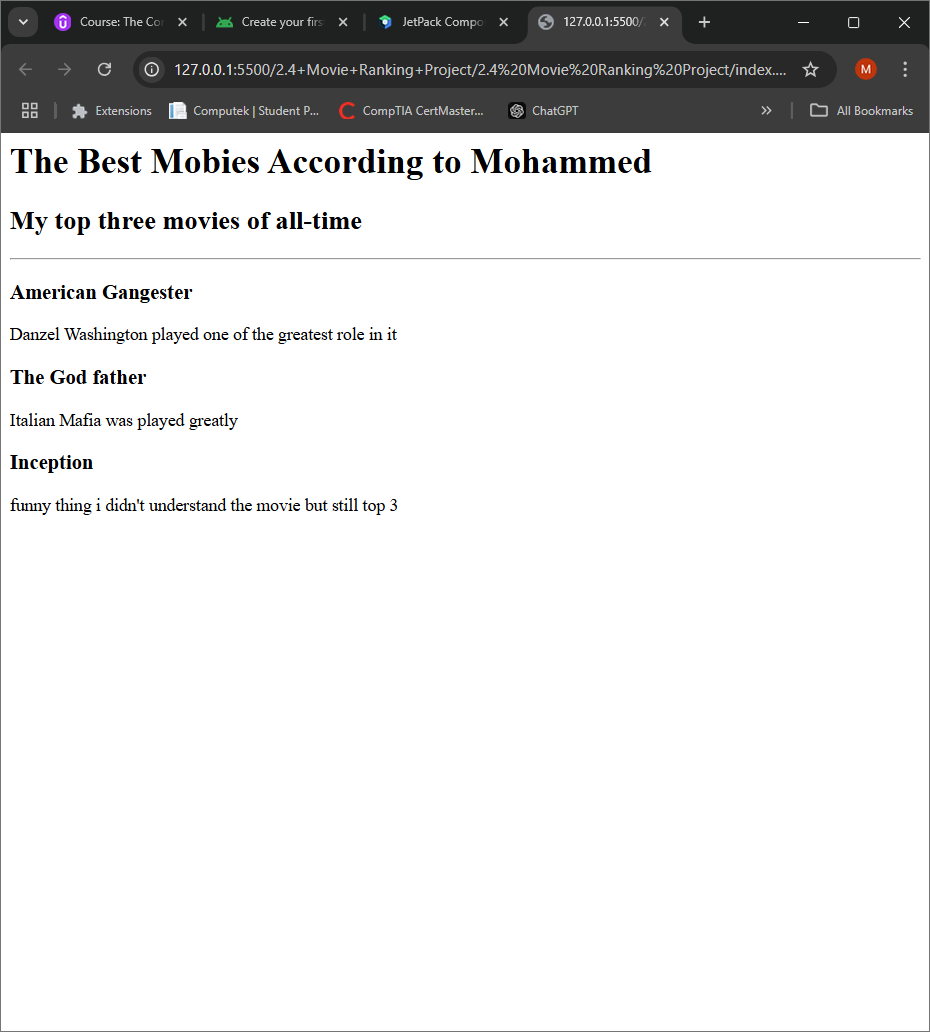 Course: The Co
Create your firs
JetPack Compo
127.0.0.1:5500/
127.0.0.1:5500/2.4+Movie+Ranking+Project/2.4%20Movie%20Ranking%20Project/index....
M
Extensions
Computek | Student P...
CompTIA CertMaster...
ChatGPT
All Bookmarks
The Best Mobies According to Mohammed
My top three movies of all-time
American Gangester
Danzel Washington played one of the greatest role in it
The God father
Italian Mafia was played greatly
Inception
funny thing i didn't understand the movie but still top 3